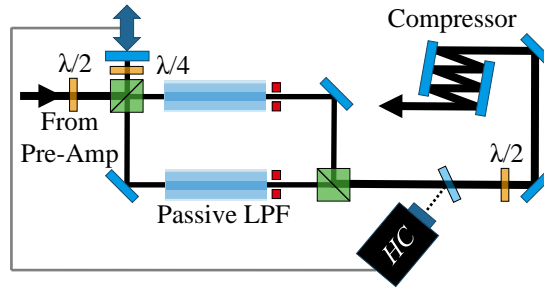 Compressor
λ/2
λ/4
From
Pre-Amp
λ/2
Passive LPF
HC